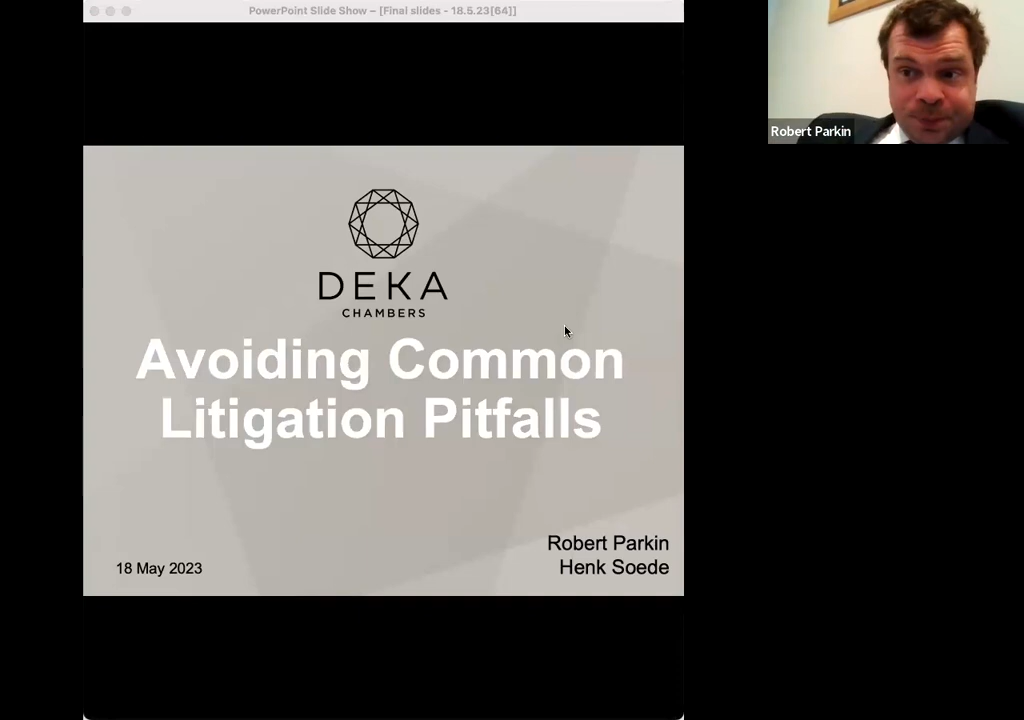 PowerPoint Slide Show – [Final slides - 18.5.23[64]]
Robert Parkin
DEKA
CHAMBERS
Avoiding Common
Litigation Pitfalls
Robert Parkin
Henk Soede
18 May 2023